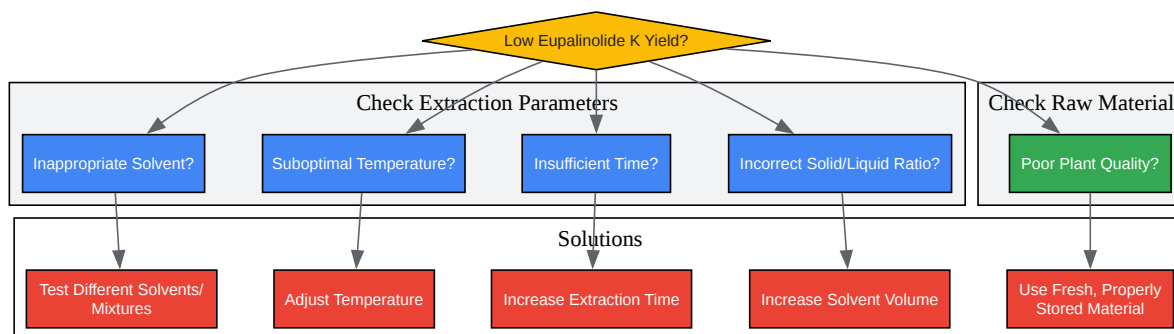 Low Eupalinolide K Yield?
Check Extraction Parameters
Check Raw Material
Inappropriate Solvent?
Suboptimal Temperature?
Insufficient Time?
Incorrect Solid/Liquid Ratio?
Poor Plant Quality?
Solutions
Test Different Solvents/
Mixtures
Adjust Temperature
Increase Extraction Time
Increase Solvent Volume
Use Fresh, Properly
Stored Material